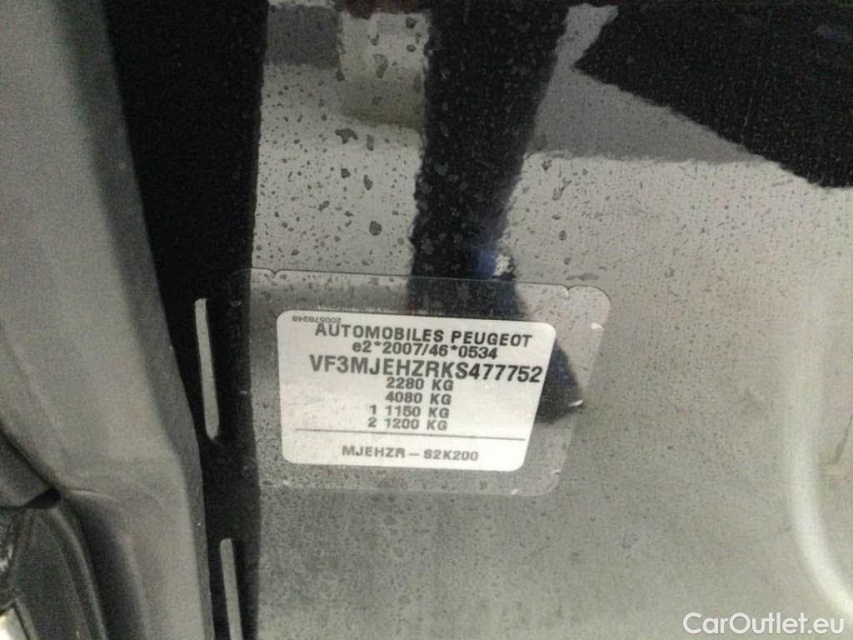 AUTOMOBILES PEUGEOT
e2*2007/46*0534
VF3MJEHZRKS477752
2280 KG
4080 KG
1 1150 KG
2 1200 KG
MJEHZR-S2K200
CarOutlet.eu